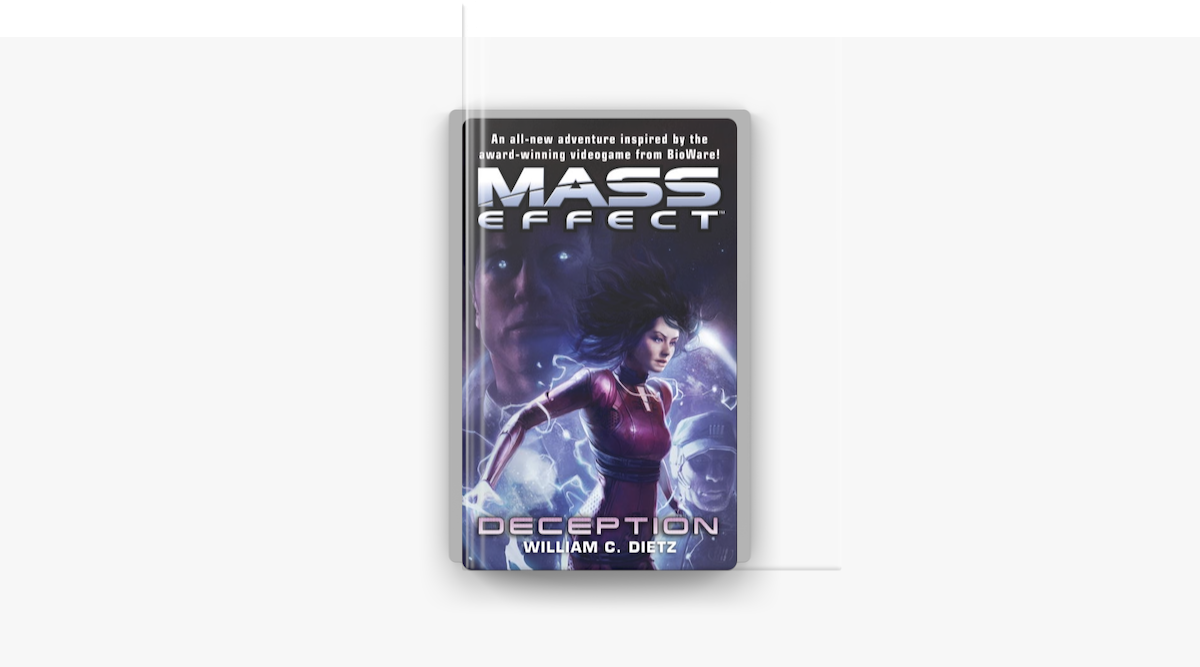 An all-new adventure inspired by the
award-winning videogame from BioWare!
MASS
EFFECT™
DECEPTION
WILLIAM C. DIETZ